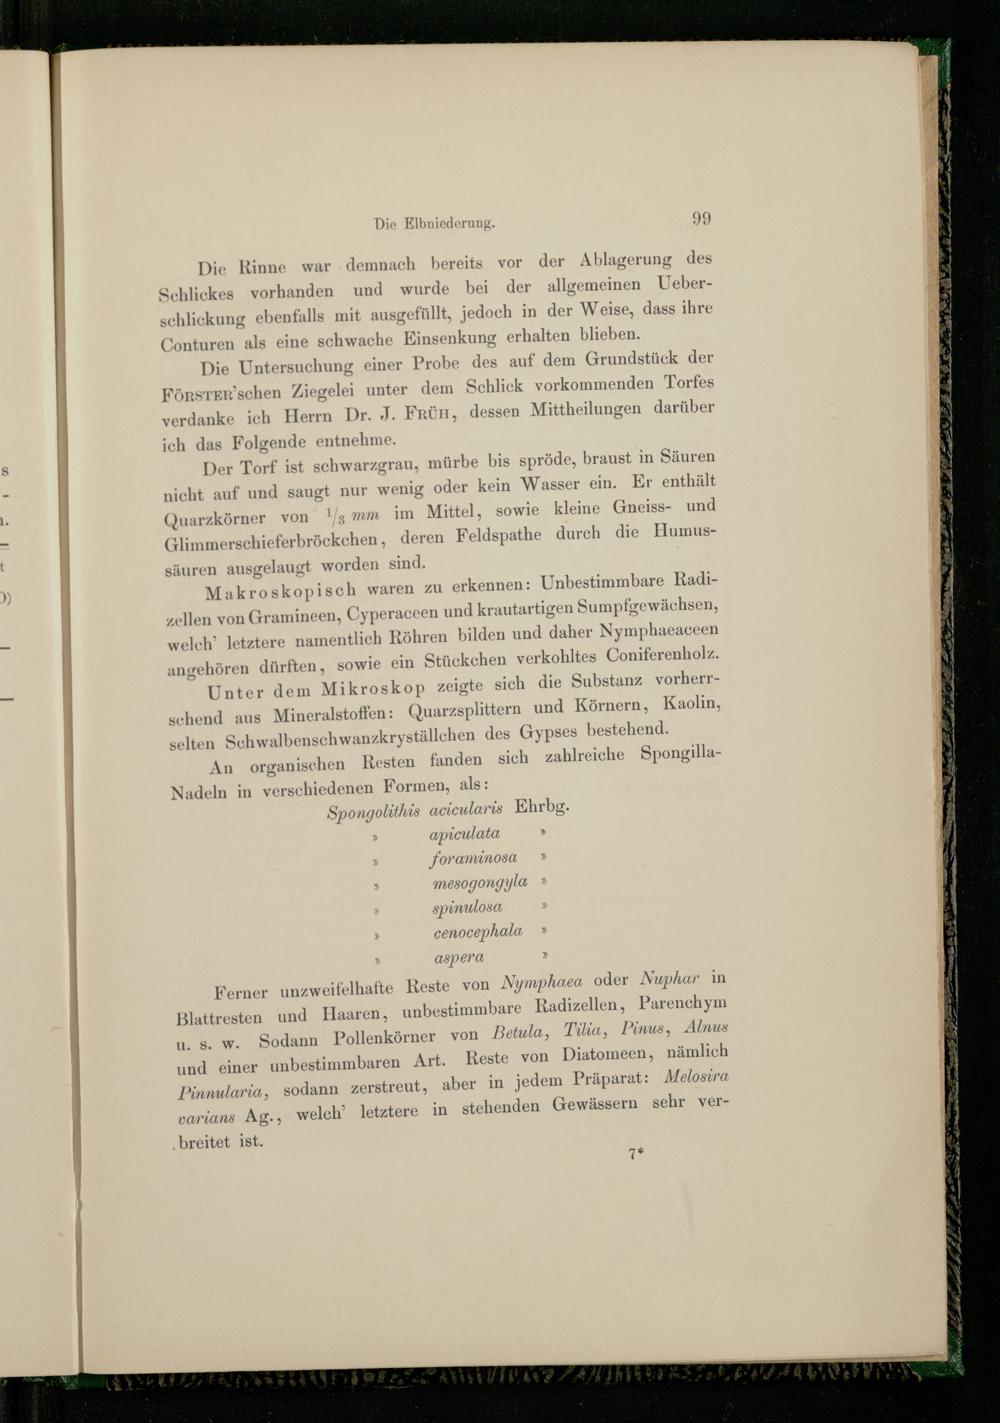 Die Elbniederung. 99
Die Rinne war demnach bereits vor der Ablagerung des
Schlickes vorhanden und wurde bei der allgemeinen Ueber-
schlickung ebenfalls mit ausgefüllt, jedoch in der Weise, dass ihre
Conturen als eine schwache Einsenkung erhalten blieben.
Die Untersuchung einer Probe des auf dem Grundstück der
FÖRSTER'schen Ziegelei unter dem Schlick vorkommenden Torfes
verdanke ich Herrn Dr. J. FRÜH, dessen Mittheilungen darüber
ich das Folgende entnehme.
Der Torf ist schwarzgrau, mürbe bis spröde, braust in Säuren
nicht auf und saugt nur wenig oder kein Wasser ein. Er enthält
Quarzkörner von 1/3 mm im Mittel, sowie kleine Gneiss- und
Glimmerschieferbröckchen, deren Feldspathe durch die Humus-
säuren ausgelaugt worden sind.
Makroskopisch waren zu erkennen: Unbestimmbare Radi-
zellen von Gramineen, Cyperaceen und krautartigen Sumpfgewächsen,
welch' letztere namentlich Röhren bilden und daher Nymphaeaceen
angehören dürften, sowie ein Stückchen verkohltes Coniferenholz.
Unter dem Mikroskop zeigte sich die Substanz vorherr-
schend aus Mineralstoffen: Quarzsplittern und Körnern, Kaolin,
selten Schwalbenschwanzkryställchen des Gypses bestehend.
An organischen Resten fanden sich zahlreiche Spongilla-
Nadeln in verschiedenen Formen, als:
Spongolithis acicularis Ehrbg.
» apiculata »
» foraminosa »
» mesogongyla »
» spinulosa »
» cenocephala »
» aspera »
Ferner unzweifelhafte Reste von Nymphaea oder Nuphar in
Blattresten und Haaren, unbestimmbare Radizellen, Parenchym
u. s. w. Sodann Pollenkörner von Betula, Tilia, Pinus, Alnus
und einer unbestimmbaren Art. Reste von Diatomeen, nämlich
Pinnularia, sodann zerstreut, aber in jedem Präparat: Melosira
varians Ag., welch' letztere in stehenden Gewässern sehr ver-
breitet ist.
7*